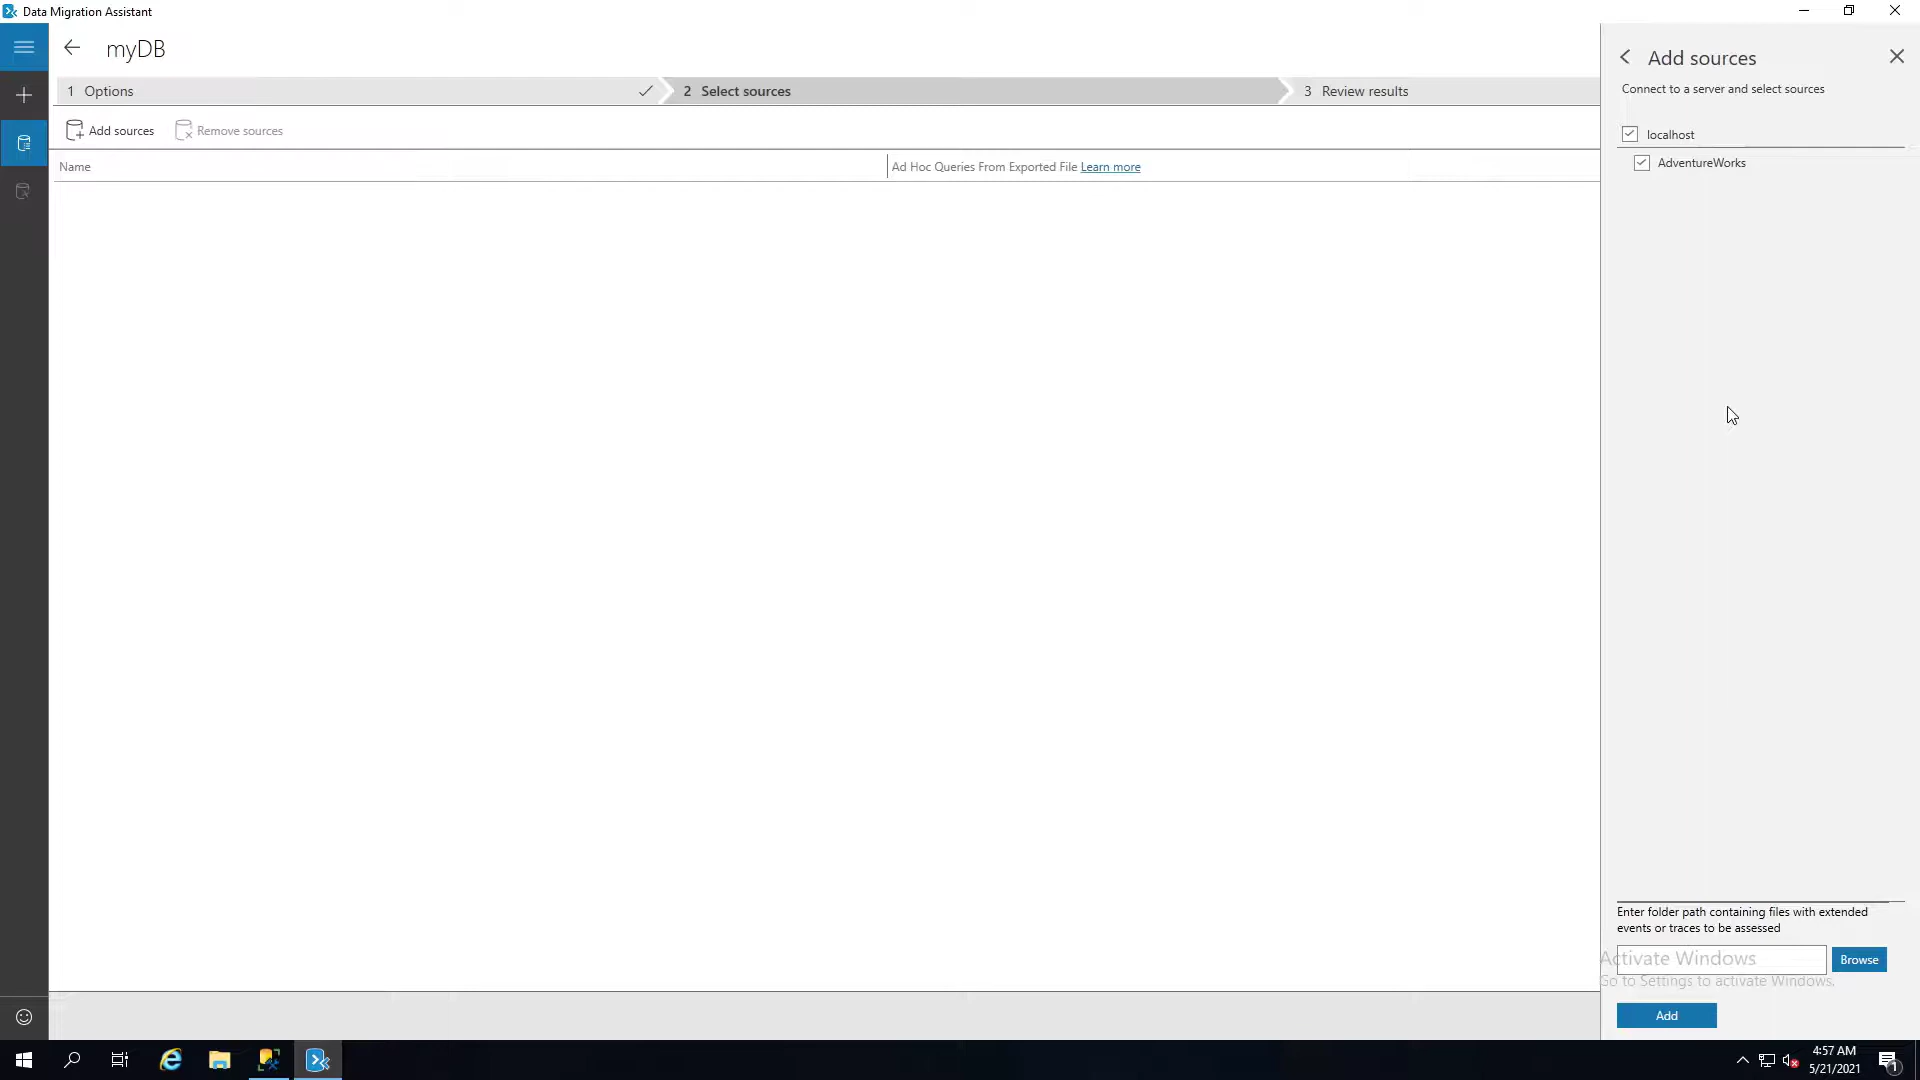 Data Migration Assistant
myDB
1 Options
2 Select sources
3 Review results
Add sources
Remove sources
Name
Ad Hoc Queries From Exported File Learn more
Add sources
Connect to a server and select sources
localhost
AdventureWorks
Enter folder path containing files with extended
events or traces to be assessed
Activate Windows
Browse
Go to Settings to activate Windows.
Add
4:57 AM
5/21/2021
1